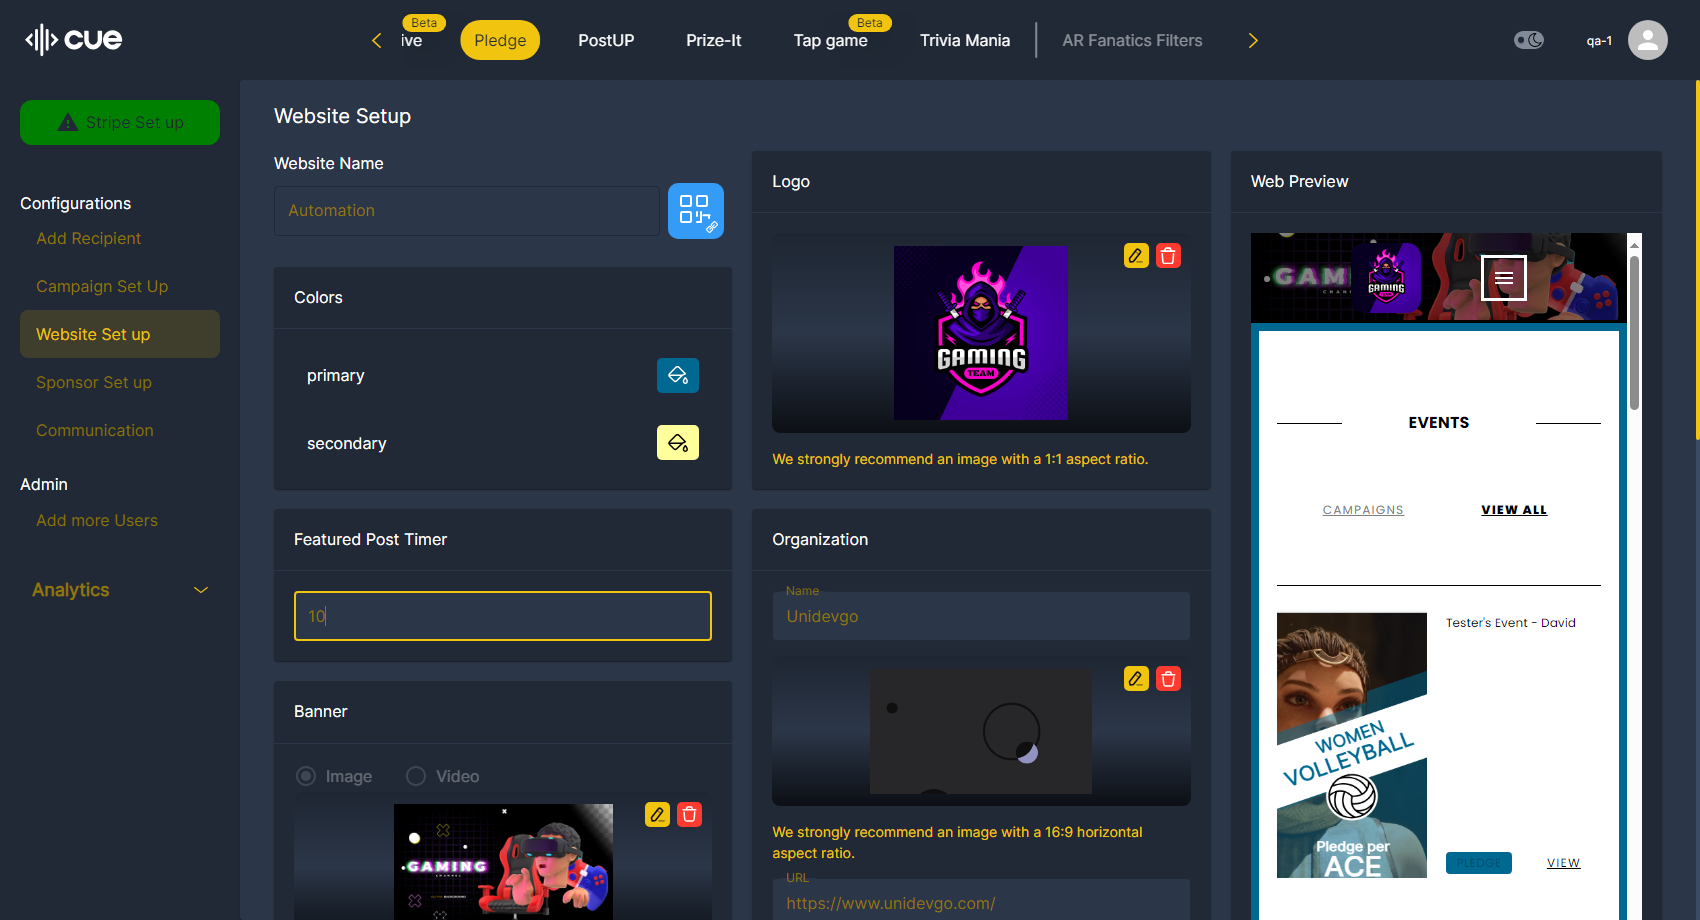 cue
ive
Beta
Pledge
PostUP
Prize-It
Tap game
Beta
Trivia Mania
AR Fanatics Filters
qa-1
Stripe Set up
Configurations
Add Recipient
Campaign Set Up
Website Set up
Sponsor Set up
Communication
Admin
Add more Users
Analytics
Website Setup
Website Name
Automation
Colors
primary
secondary
Featured Post Timer
10
Banner
Image
Video
GAMING
Logo
GAMING
TEAM
We strongly recommend an image with a 1:1 aspect ratio.
Organization
Name
Unidevgo
We strongly recommend an image with a 16:9 horizontal
aspect ratio.
URL
https://www.unidevgo.com/
Web Preview
GAMING
TEAM
EVENTS
CAMPAIGNS
VIEW ALL
Tester's Event - David
WOMEN
VOLLEYBALL
Pledge per
ACE
PLEDGE
VIEW